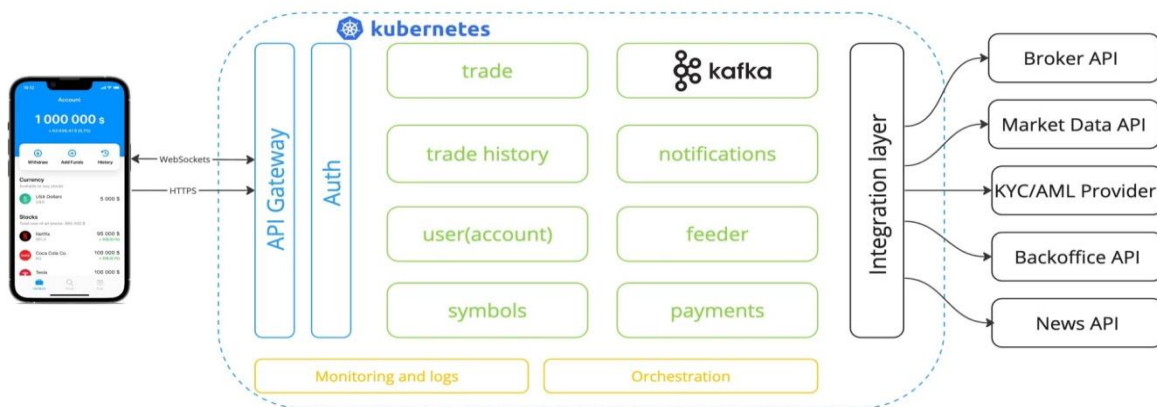 kubernetes
Account
1 000 000 $
Withdraw
Add Funds
History
Currency
USA Dollars
5 000 $
Stocks
Netflix
95 000 $
Coca Cola Co.
100 000 $
Tesla
100 000 $
WebSockets
HTTPS
API Gateway
Auth
trade
kafka
trade history
notifications
user(account)
feeder
symbols
payments
Monitoring and logs
Orchestration
Integration layer
Broker API
Market Data API
KYC/AML Provider
Backoffice API
News API